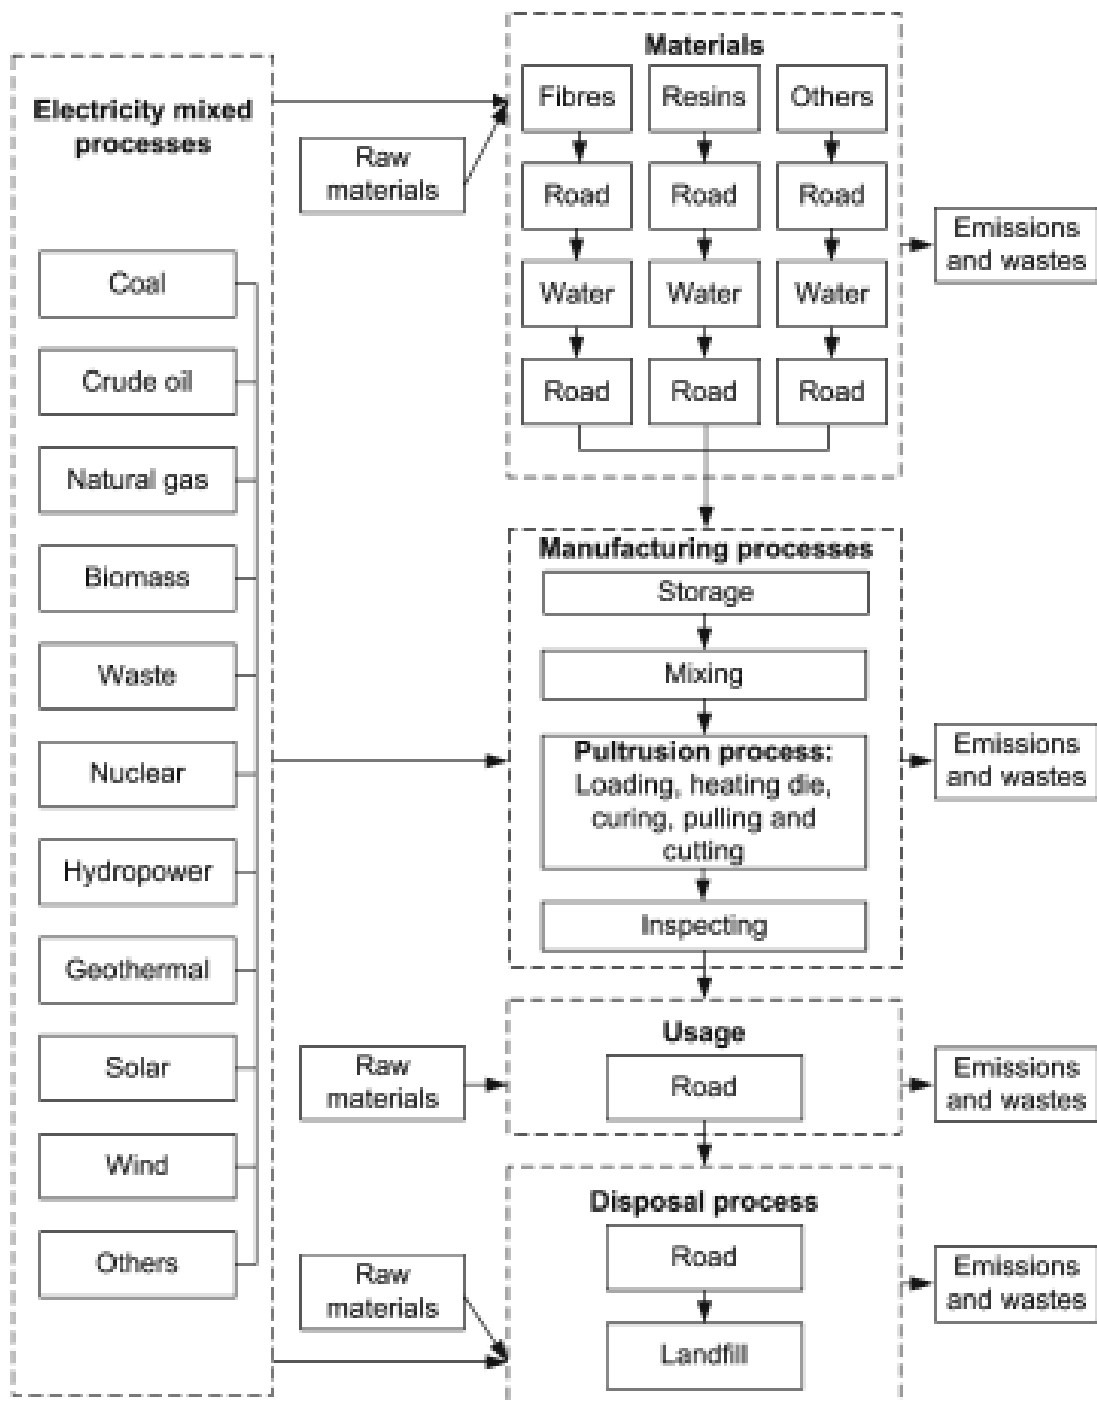 Electricity mixed
processes
Coal
Crude oil
Natural gas
Biomass
Waste
Nuclear
Hydropower
Geothermal
Solar
Wind
Others
Raw
materials
Materials
Fibres
Resins
Others
Road
Road
Road
Water
Water
Water
Road
Road
Road
Emissions
and wastes
Manufacturing processes
Storage
Mixing
Pultrusion process:
Loading, heating die,
curing, pulling and
cutting
Inspecting
Emissions
and wastes
Raw
materials
Usage
Road
Emissions
and wastes
Raw
materials
Disposal process
Road
Landfill
Emissions
and wastes